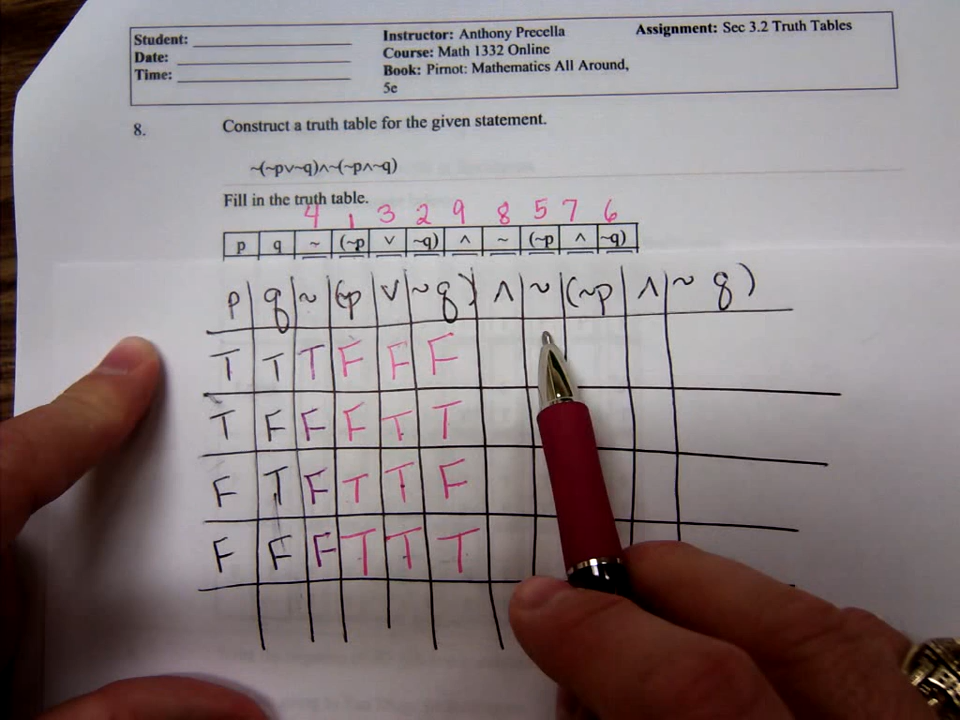 Student: Instructor: Anthony Precella Assignment: Sec 3.2 Truth Tables
Date: Course: Math 1332 Online
Time: Book: Pirnot: Mathematics All Around,
5e
8. Construct a truth table for the given statement.
~(~p∨~q)∧~(~p∧~q)
Fill in the truth table.
4 1 3 2 9 8 5 7 6
p q ~ (~p ∨ ~q) ∧ ~ (~p ∧ ~q)
p q ~ (~p ∨ ~q) ∧ ~ (~p ∧ ~q)
T T T F F F
T F F F T T
F T F T T F
F F F T T T